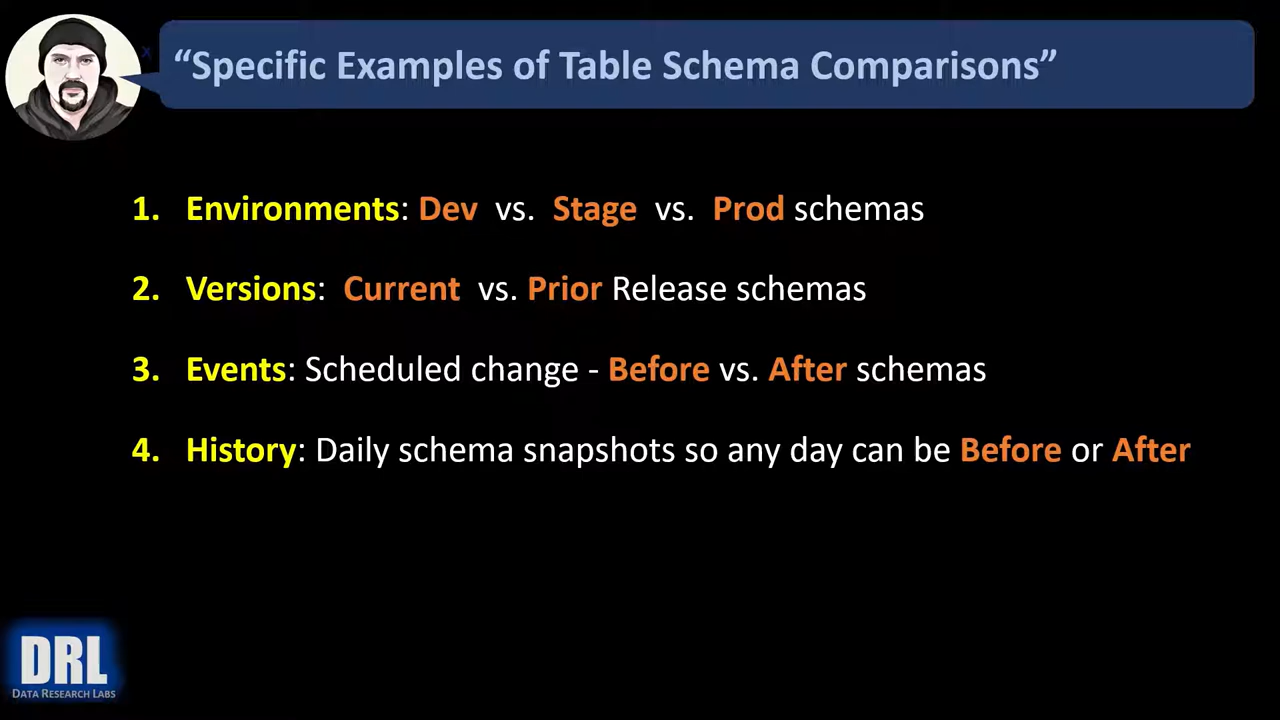 “Specific Examples of Table Schema Comparisons”
1. Environments: Dev vs. Stage vs. Prod schemas
2. Versions: Current vs. Prior Release schemas
3. Events: Scheduled change - Before vs. After schemas
4. History: Daily schema snapshots so any day can be Before or After
DRL
DATA RESEARCH LABS